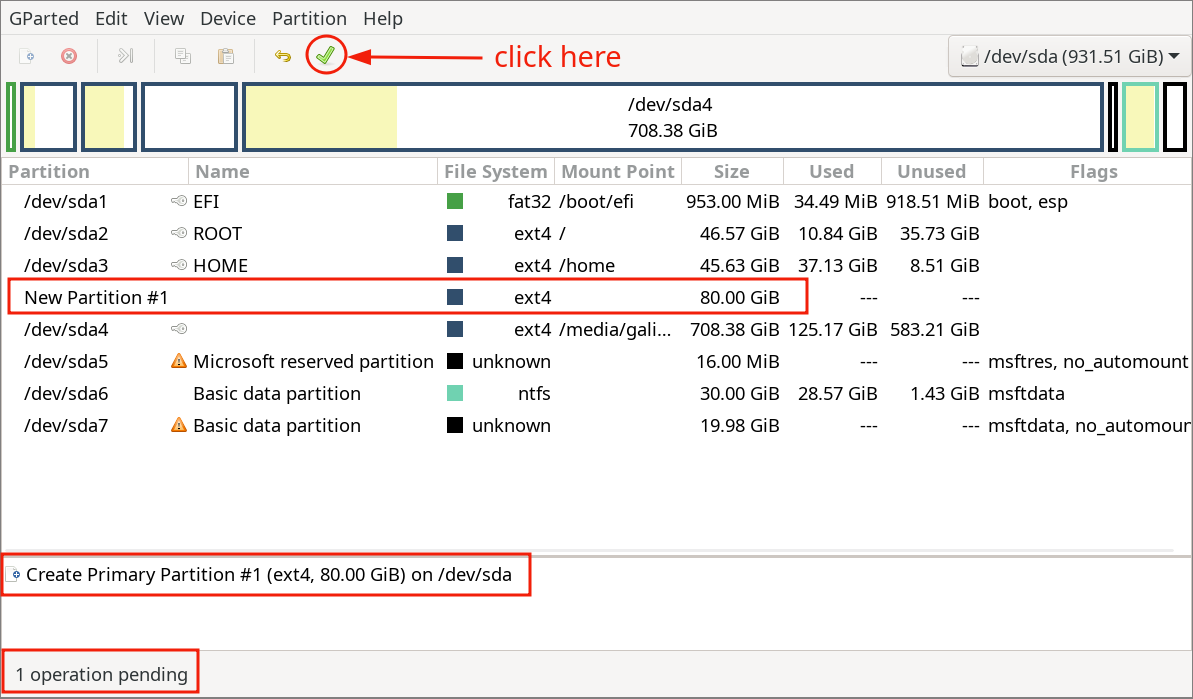 GParted Edit View Device Partition Help
click here
/dev/sda (931.51 GiB)
/dev/sda4
708.38 GiB
Partition Name File System Mount Point Size Used Unused Flags
/dev/sda1 EFI fat32 /boot/efi 953.00 MiB 34.49 MiB 918.51 MiB boot, esp
/dev/sda2 ROOT ext4 / 46.57 GiB 10.84 GiB 35.73 GiB
/dev/sda3 HOME ext4 /home 45.63 GiB 37.13 GiB 8.51 GiB
New Partition #1 ext4 80.00 GiB --- ---
/dev/sda4 ext4 /media/gali... 708.38 GiB 125.17 GiB 583.21 GiB
/dev/sda5 Microsoft reserved partition unknown 16.00 MiB --- --- msftres, no_automount
/dev/sda6 Basic data partition ntfs 30.00 GiB 28.57 GiB 1.43 GiB msftdata
/dev/sda7 Basic data partition unknown 19.98 GiB --- --- msftdata, no_automoun
Create Primary Partition #1 (ext4, 80.00 GiB) on /dev/sda
1 operation pending